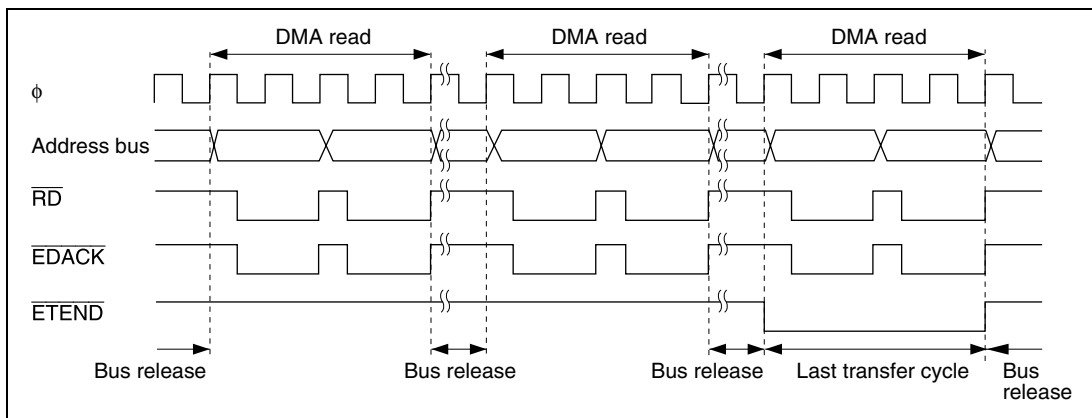 DMA read DMA read DMA read
ϕ
Address bus
RD
EDACK
ETEND
Bus release Bus release Bus release Last transfer cycle Bus
release